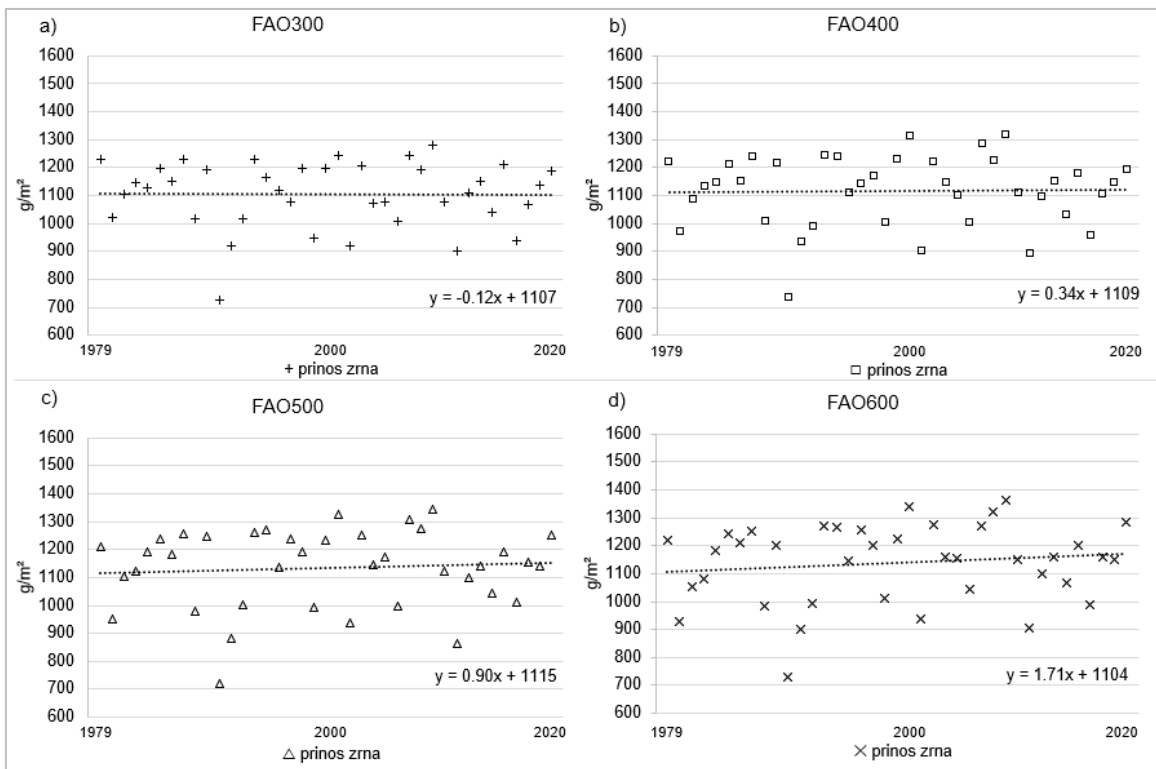 a)
FAO300
1600
1500
1400
1300
1200
1100
1000
900
800
700
600
g/m²
y = -0.12x + 1107
1979
2000
2020
+ prinos zrna
b)
FAO400
1600
1500
1400
1300
1200
1100
1000
900
800
700
600
g/m²
y = 0.34x + 1109
1979
2000
2020
□ prinos zrna
c)
FAO500
1600
1500
1400
1300
1200
1100
1000
900
800
700
600
g/m²
y = 0.90x + 1115
1979
2000
2020
△ prinos zrna
d)
FAO600
1600
1500
1400
1300
1200
1100
1000
900
800
700
600
g/m²
y = 1.71x + 1104
1979
2000
2020
× prinos zrna